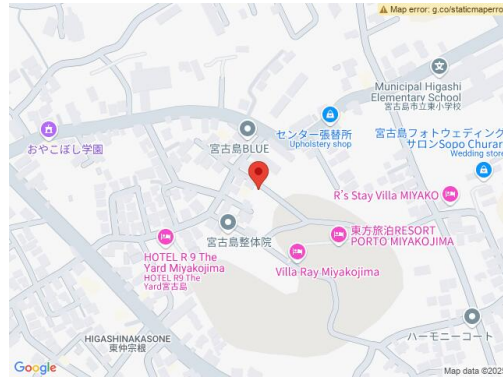 Map error: g.co/staticmaperro
Municipal Higashi
Elementary School
宮古島市立東小学校
センター張替所
Upholstery shop
宮古島フォトウェディング
サロンSopo Churan
Wedding store
おやこぼし学園
宮古島BLUE
R's Stay Villa MIYAKO
東方旅泊RESORT
PORTO MIYAKOJIMA
宮古島整体院
Villa Ray Miyakojima
HOTEL R 9 The
Yard Miyakojima
HOTEL R9 The
Yard宮古島
HIGASHINAKASONE
東仲宗根
ハーモニーコート
Google
Map data ©202